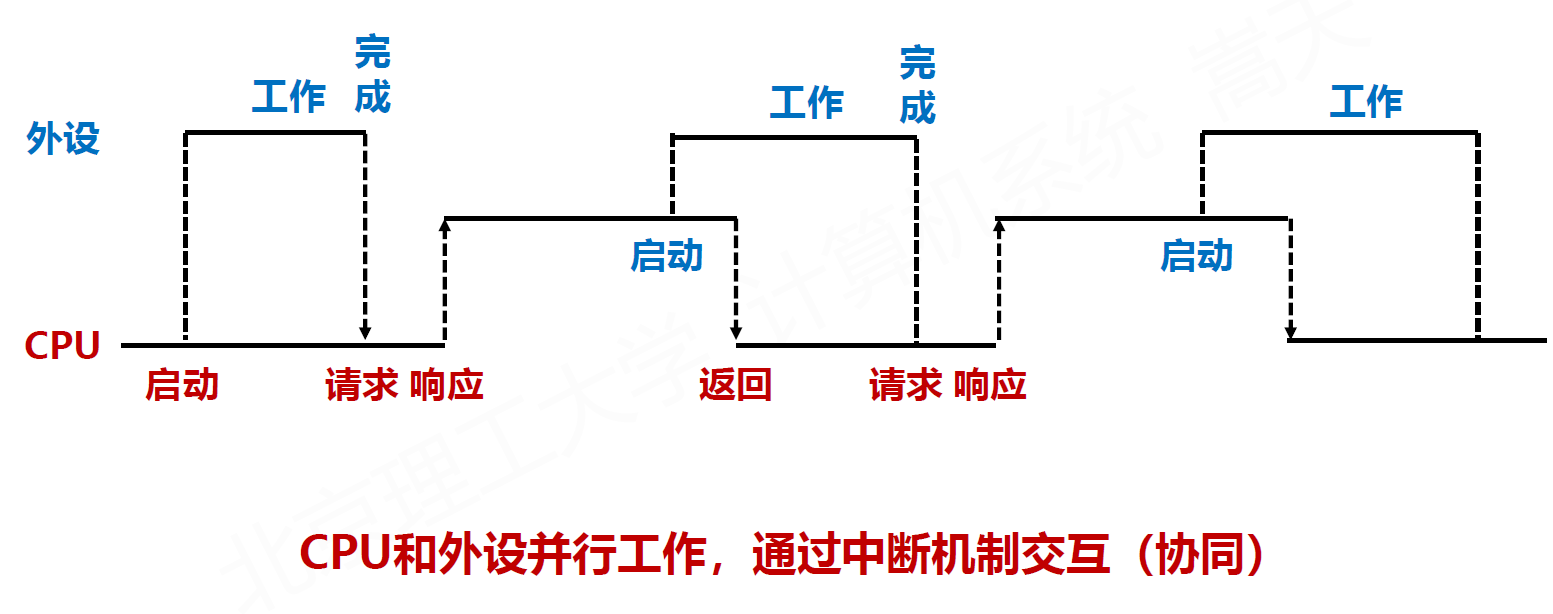 工作
完成
工作
完成
工作
外设
启动
启动
CPU
启动
请求 响应
返回
请求 响应
CPU和外设并行工作，通过中断机制交互（协同）
北京理工大学 计算机系统 嵩天